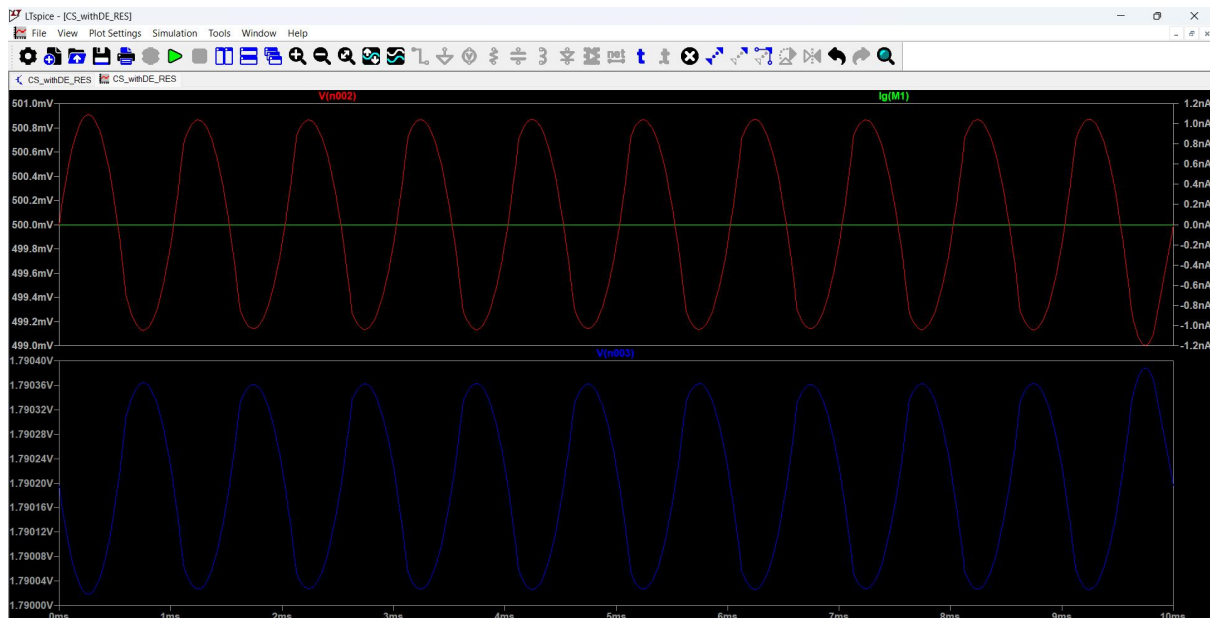 LTspice - [CS_withDE_RES]
File View Plot Settings Simulation Tools Window Help
CS_withDE_RES CS_withDE_RES
V(n002) Ig(M1)
501.0mV 1.2nA
500.8mV 1.0nA
500.6mV 0.8nA
0.6nA
500.4mV 0.4nA
500.2mV 0.2nA
500.0mV 0.0nA
499.8mV -0.2nA
499.6mV -0.4nA
-0.6nA
499.4mV -0.8nA
499.2mV -1.0nA
499.0mV -1.2nA
V(n003)
1.79040V
1.79036V
1.79032V
1.79028V
1.79024V
1.79020V
1.79016V
1.79012V
1.79008V
1.79004V
1.79000V
0ms 1ms 2ms 3ms 4ms 5ms 6ms 7ms 8ms 9ms 10ms